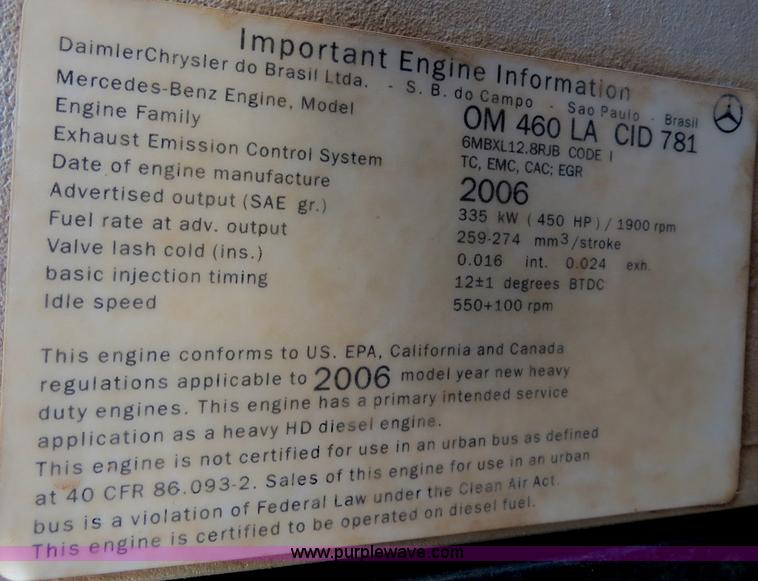 Important Engine Information
DaimlerChrysler do Brasil Ltda. - S. B. do Campo - Sao Paulo - Brasil
Mercedes-Benz Engine, Model OM 460 LA CID 781
Engine Family 6MBXL12.8RJB CODE I
Exhaust Emission Control System TC, EMC, CAC; EGR
Date of engine manufacture 2006
Advertised output (SAE gr.) 335 kW ( 450 HP ) / 1900 rpm
Fuel rate at adv. output 259-274 mm3/stroke
Valve lash cold (ins.) 0.016 int. 0.024 exh.
basic injection timing 12±1 degrees BTDC
Idle speed 550+100 rpm
This engine conforms to US. EPA, California and Canada
regulations applicable to 2006 model year new heavy
duty engines. This engine has a primary intended service
application as a heavy HD diesel engine.
This engine is not certified for use in an urban bus as defined
at 40 CFR 86.093-2. Sales of this engine for use in an urban
bus is a violation of Federal Law under the Clean Air Act.
This engine is certified to be operated on diesel fuel.
www.purplewave.com